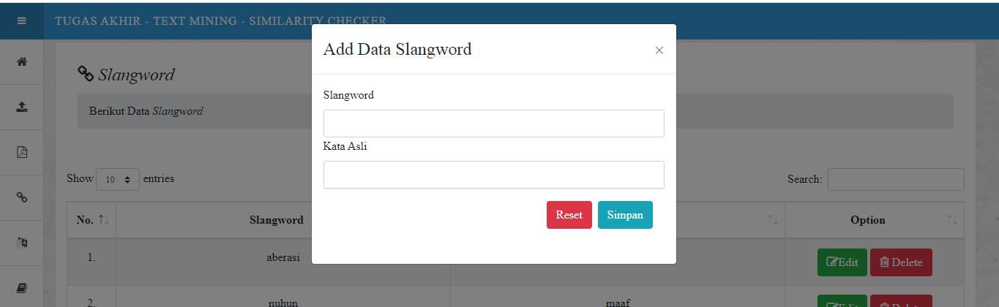 TUGAS AKHIR - TEXT MINING - SIMILARITY CHECKER
Add Data Slangword
×
Slangword
Berikut Data Slangword
Slangword
Kata Asli
Show 10 entries
Search:
Reset Simpan
No. Slangword Option
1. aberasi Edit Delete
2. nuhun maaf Edit Delete